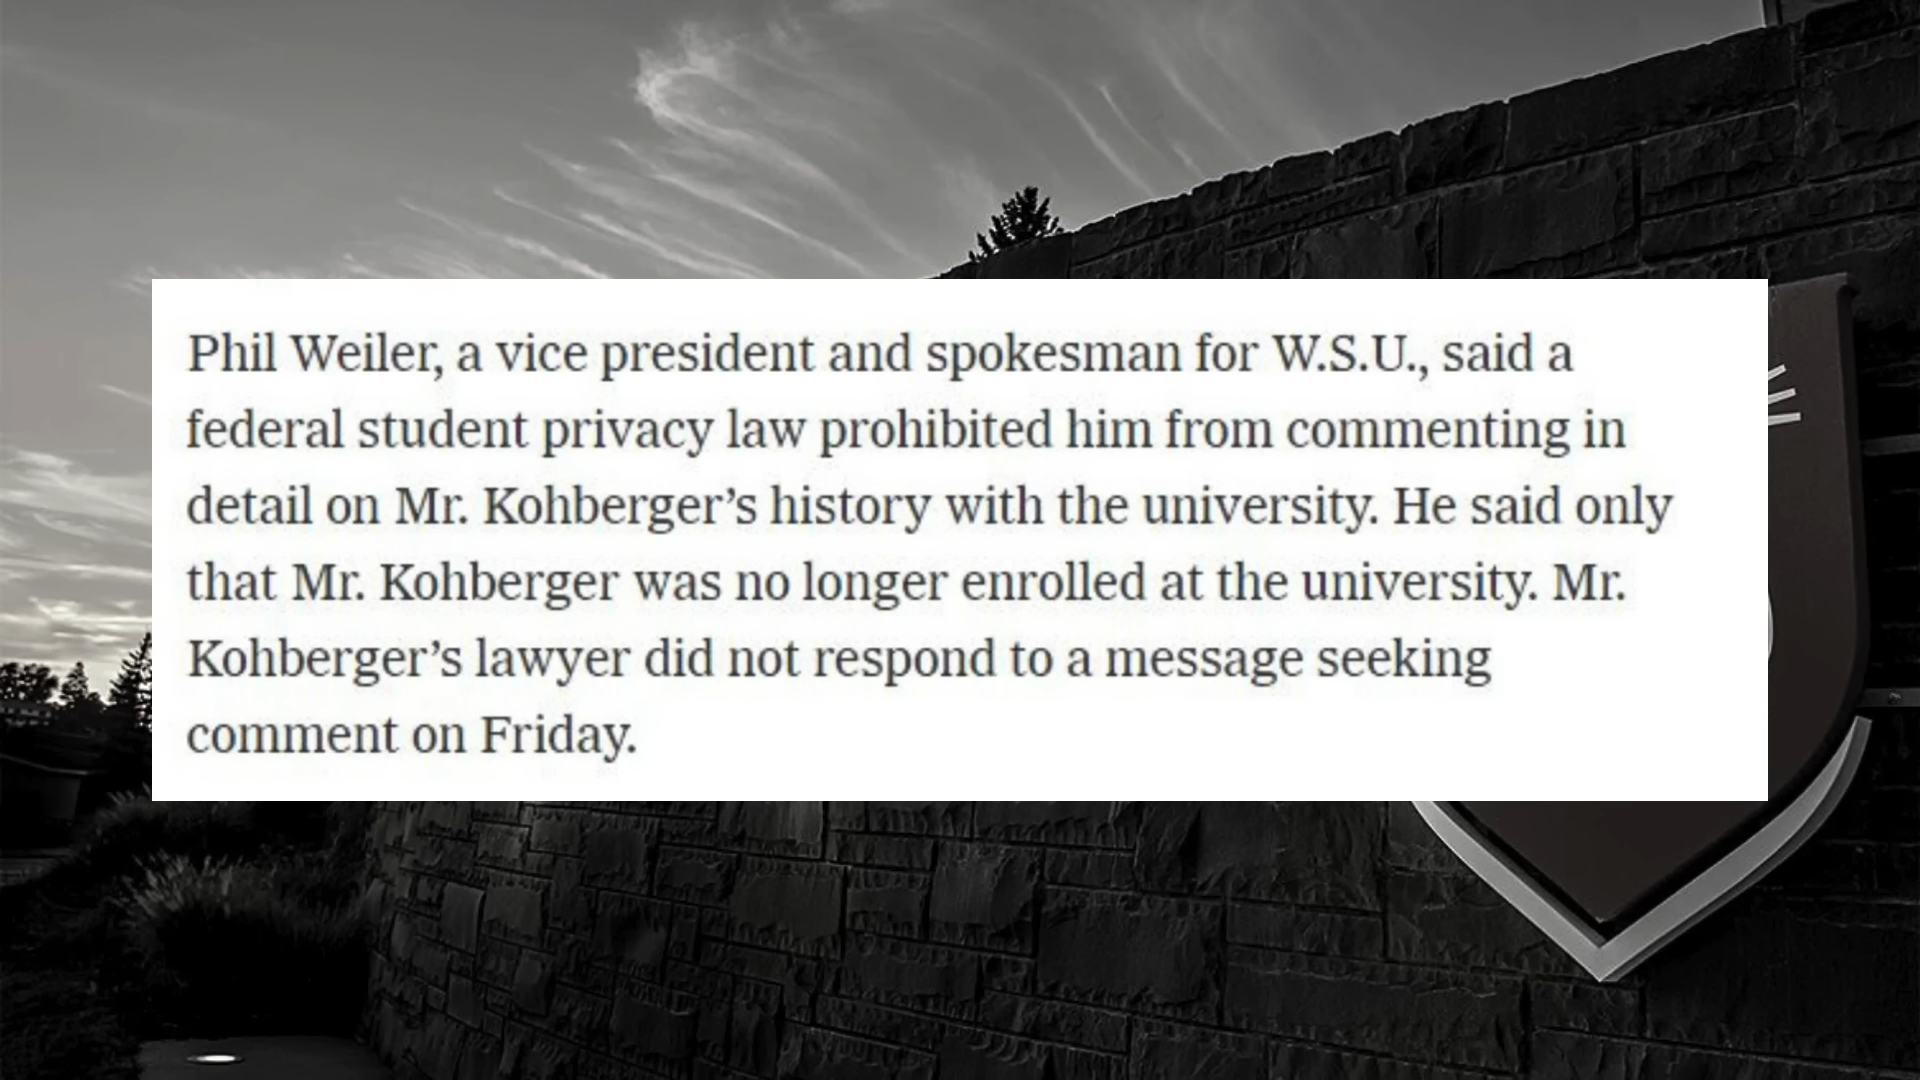 Phil Weiler, a vice president and spokesman for W.S.U., said a
federal student privacy law prohibited him from commenting in
detail on Mr. Kohberger’s history with the university. He said only
that Mr. Kohberger was no longer enrolled at the university. Mr.
Kohberger’s lawyer did not respond to a message seeking
comment on Friday.